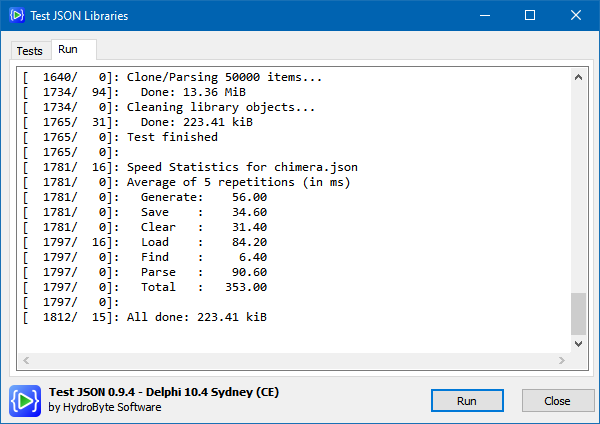 Test JSON Libraries
Tests Run
[  1640/   0]: Clone/Parsing 50000 items...
[  1734/  94]:   Done: 13.36 MiB
[  1734/   0]: Cleaning library objects...
[  1765/  31]:   Done: 223.41 kiB
[  1765/   0]: Test finished
[  1765/   0]:
[  1781/  16]: Speed Statistics for chimera.json
[  1781/   0]: Average of 5 repetitions (in ms)
[  1781/   0]:   Generate:    56.00
[  1781/   0]:   Save    :    34.60
[  1781/   0]:   Clear   :    31.40
[  1797/  16]:   Load    :    84.20
[  1797/   0]:   Find    :     6.40
[  1797/   0]:   Parse   :    90.60
[  1797/   0]:   Total   :   353.00
[  1797/   0]:
[  1812/  15]: All done: 223.41 kiB
Test JSON 0.9.4 - Delphi 10.4 Sydney (CE)
by HydroByte Software
Run Close